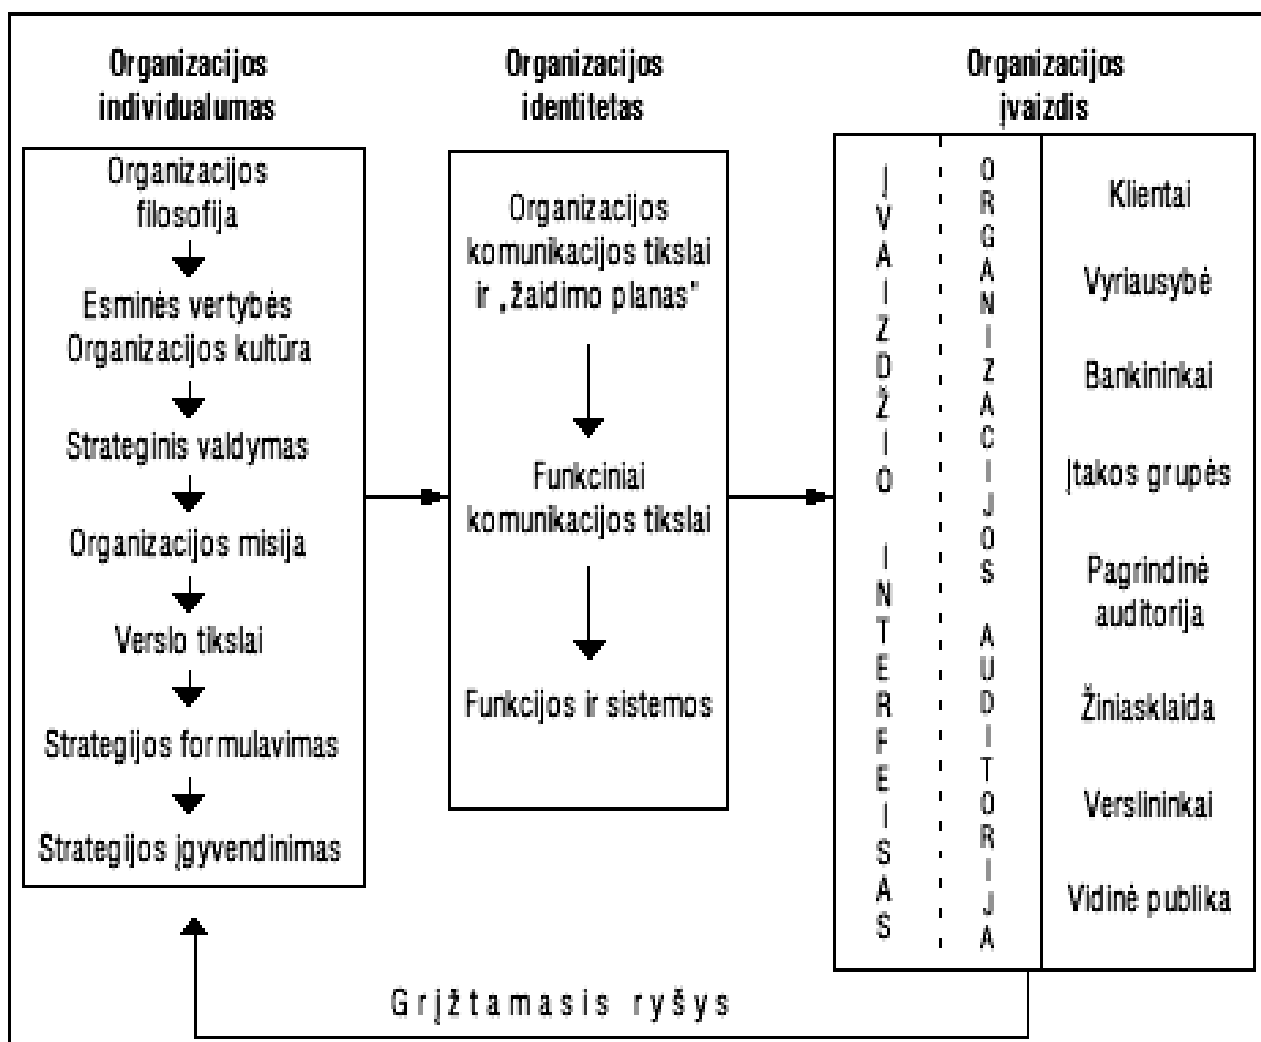 Organizacijos
individualumas
Organizacijos
filosofija
Esminės vertybės
Organizacijos kultūra
Strateginis valdymas
Organizacijos misija
Verslo tikslai
Strategijos formulavimas
Strategijos įgyvendinimas
Organizacijos
identitetas
Organizacijos
komunikacijos tikslai
ir „žaidimo planas"
Funkciniai
komunikacijos tikslai
Funkcijos ir sistemos
Organizacijos
įvaizdis
ĮVAIZDŽIO INTERFEISAS
ORGANIZACIJOS AUDITORIJA
Klientai
Vyriausybė
Bankininkai
Įtakos grupės
Pagrindinė
auditorija
Žiniasklaida
Verslininkai
Vidinė publika
Grįžtamasis ryšys